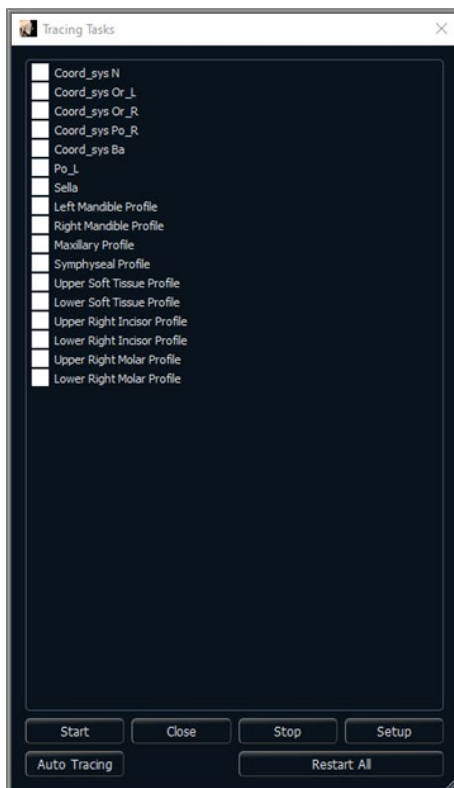 Tracing Tasks
Coord_sys N
Coord_sys Or_L
Coord_sys Or_R
Coord_sys Po_R
Coord_sys Ba
Po_L
Sella
Left Mandible Profile
Right Mandible Profile
Maxillary Profile
Symphyseal Profile
Upper Soft Tissue Profile
Lower Soft Tissue Profile
Upper Right Incisor Profile
Lower Right Incisor Profile
Upper Right Molar Profile
Lower Right Molar Profile
Start Close Stop Setup
Auto Tracing Restart All